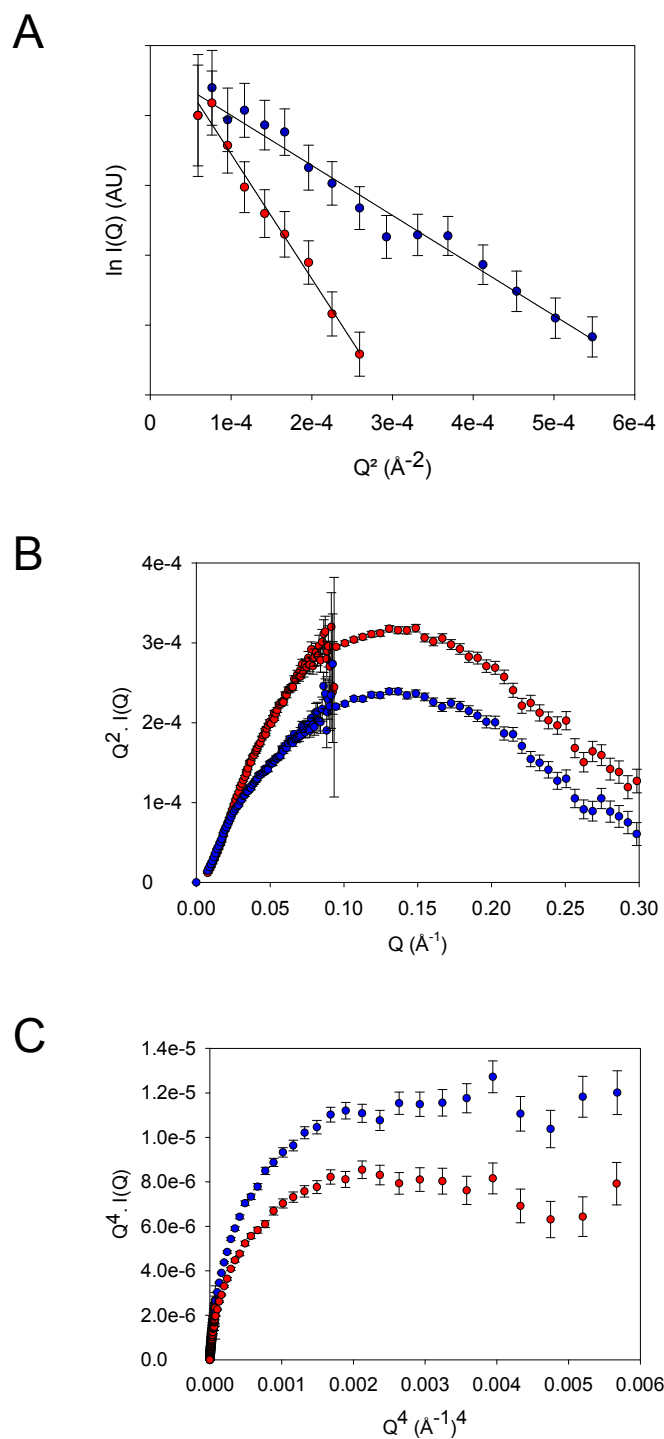 A
ln I(Q) (AU)
0 1e-4 2e-4 3e-4 4e-4 5e-4 6e-4
Q² (Å⁻²)
B
4e-4
3e-4
2e-4
1e-4
0
Q². I(Q)
0.00 0.05 0.10 0.15 0.20 0.25 0.30
Q (Å⁻¹)
C
1.4e-5
1.2e-5
1.0e-5
8.0e-6
6.0e-6
4.0e-6
2.0e-6
0.0
Q⁴. I(Q)
0.000 0.001 0.002 0.003 0.004 0.005 0.006
Q⁴ (Å⁻¹)⁴